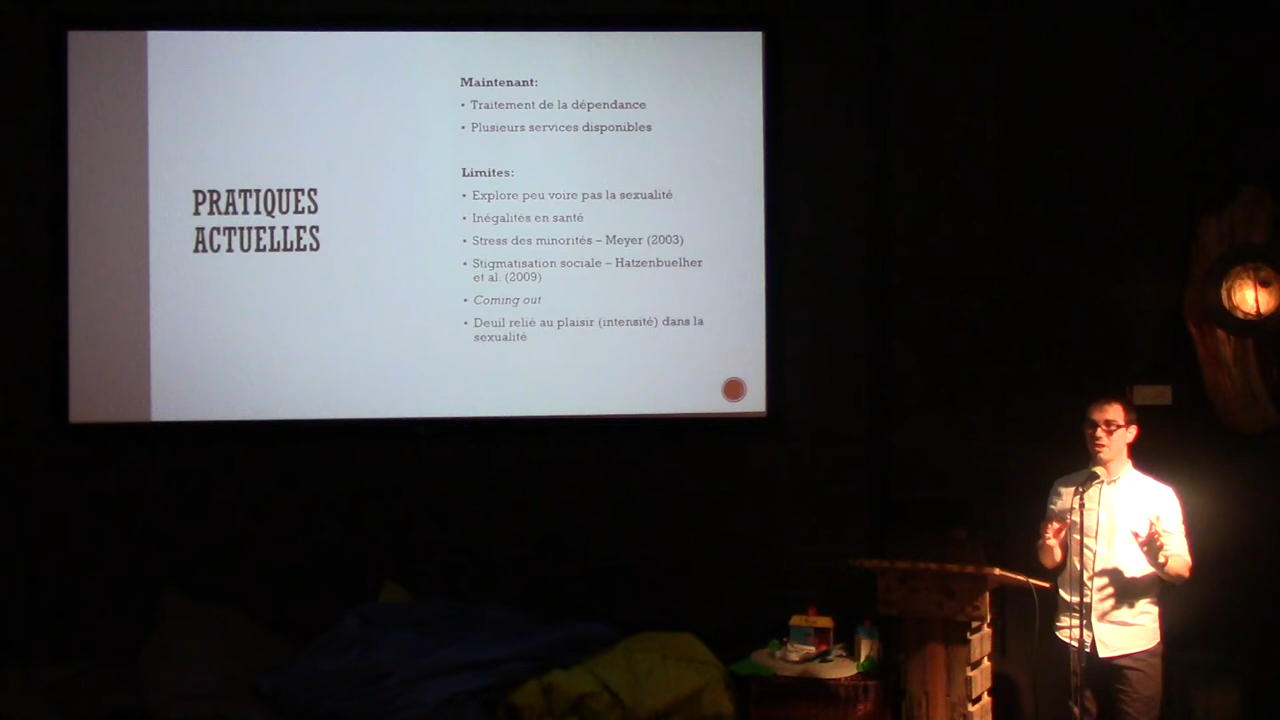 PRATIQUES
ACTUELLES
Maintenant:
• Traitement de la dépendance
• Plusieurs services disponibles
Limites:
• Explore peu voire pas la sexualité
• Inégalités en santé
• Stress des minorités – Meyer (2003)
• Stigmatisation sociale – Hatzenbuelher
et al. (2009)
• Coming out
• Deuil relié au plaisir (intensité) dans la
sexualité